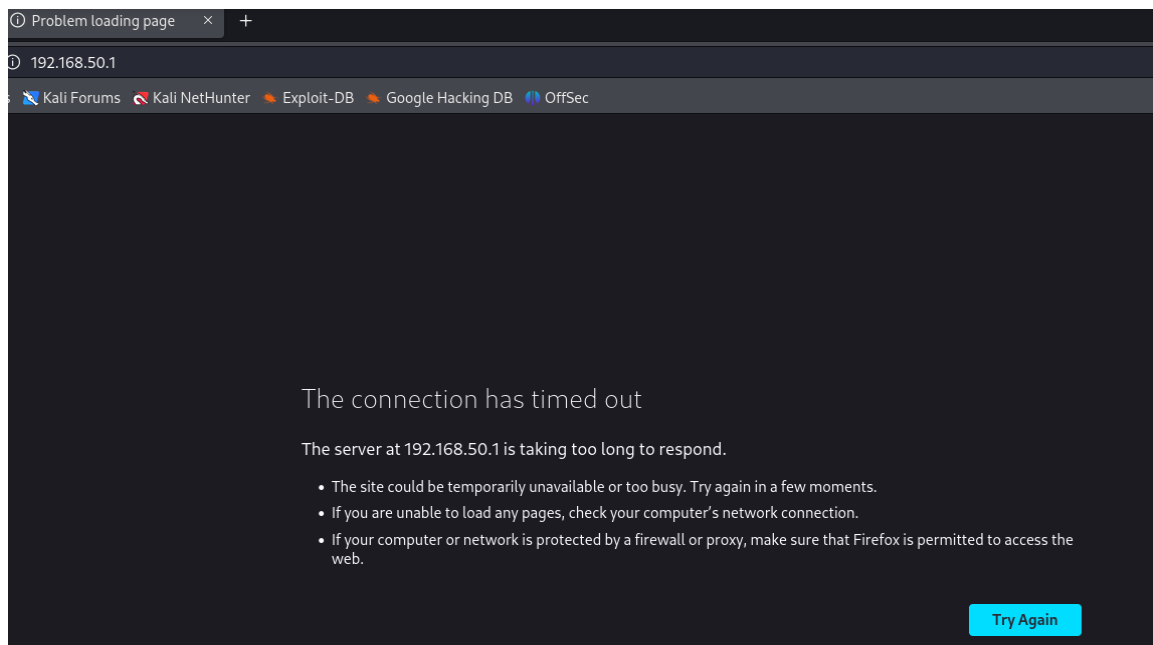 Problem loading page
192.168.50.1
s Kali Forums Kali NetHunter Exploit-DB Google Hacking DB OffSec
The connection has timed out
The server at 192.168.50.1 is taking too long to respond.
• The site could be temporarily unavailable or too busy. Try again in a few moments.
• If you are unable to load any pages, check your computer’s network connection.
• If your computer or network is protected by a firewall or proxy, make sure that Firefox is permitted to access the
web.
Try Again